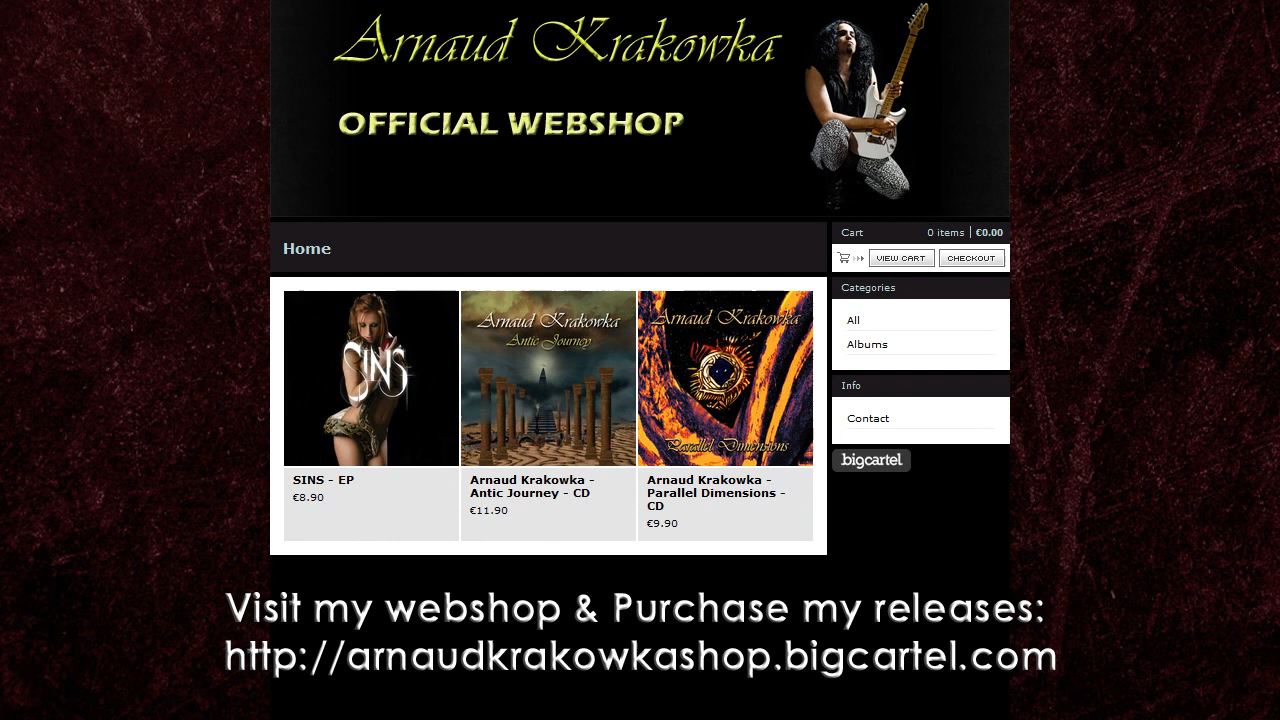 Arnaud Krakowka
OFFICIAL WEBSHOP
Home
Cart 0 items €0.00
VIEW CART CHECKOUT
Categories
All
Albums
Info
Contact
bigcartel
SINS
Arnaud Krakowka
Antic Journey
Arnaud Krakowka
Parallel Dimensions
SINS - EP
€8.90
Arnaud Krakowka -
Antic Journey - CD
€11.90
Arnaud Krakowka -
Parallel Dimensions -
CD
€9.90
Visit my webshop & Purchase my releases:
http://arnaudkrakowkashop.bigcartel.com